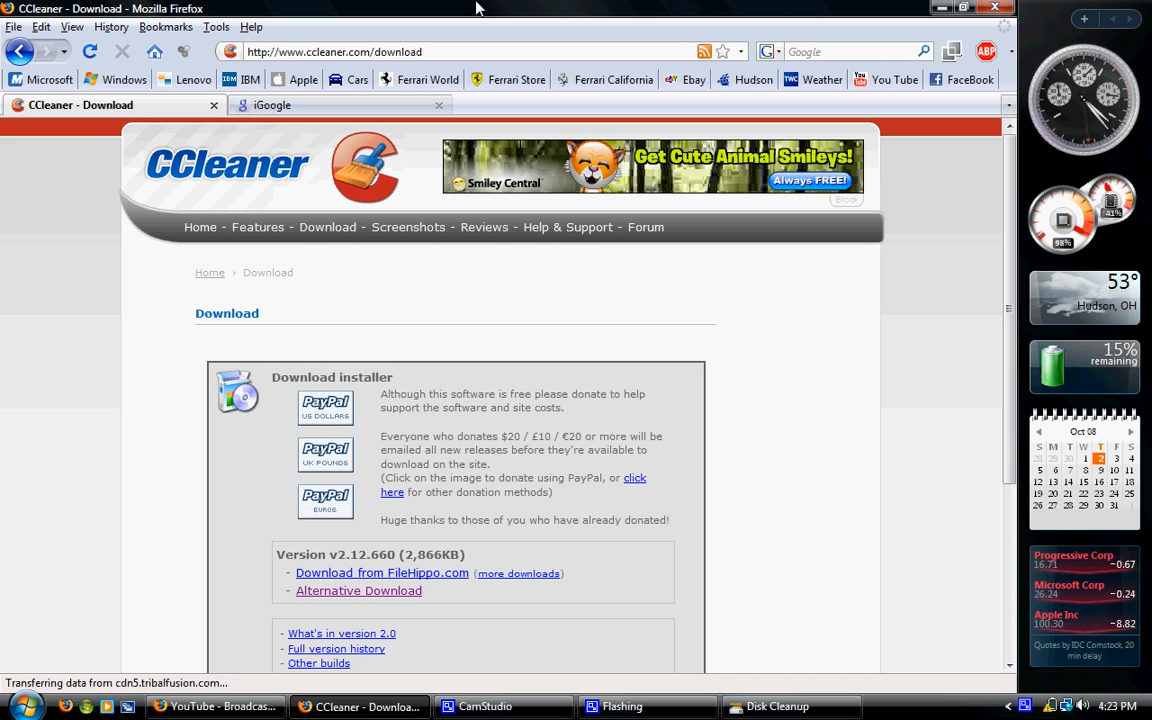 CCleaner - Download - Mozilla Firefox
File Edit View History Bookmarks Tools Help
http://www.ccleaner.com/download
G Google
ABP
Microsoft Windows Lenovo IBM Apple Cars Ferrari World Ferrari Store Ferrari California Ebay Hudson TWC Weather You Tube FaceBook
CCleaner - Download
iGoogle
CCleaner
Get Cute Animal Smileys!
Smiley Central
Always FREE!
Block
Home - Features - Download - Screenshots - Reviews - Help & Support - Forum
Home › Download
Download
Download installer
PayPal
US DOLLARS
PayPal
UK POUNDS
PayPal
EUROS
Although this software is free please donate to help
support the software and site costs.
Everyone who donates $20 / £10 / €20 or more will be
emailed all new releases before they're available to
download on the site.
(Click on the image to donate using PayPal, or click
here for other donation methods)
Huge thanks to those of you who have already donated!
Version v2.12.660 (2,866KB)
- Download from FileHippo.com (more downloads)
- Alternative Download
- What's in version 2.0
- Full version history
- Other builds
Transferring data from cdn5.tribalfusion.com...
YouTube - Broadcas...
CCleaner - Downloa...
CamStudio
Flashing
Disk Cleanup
4:23 PM
41%
98%
53°
Hudson, OH
15%
remaining
Oct 08
S M T W T F S
28 29 30 1 2 3 4
5 6 7 8 9 10 11
12 13 14 15 16 17 18
19 20 21 22 23 24 25
26 27 28 29 30 31
Progressive Corp
16.71 -0.67
Microsoft Corp
26.24 -0.24
Apple Inc
100.30 -8.82
Quotes by IDC Comstock, 20
min delay